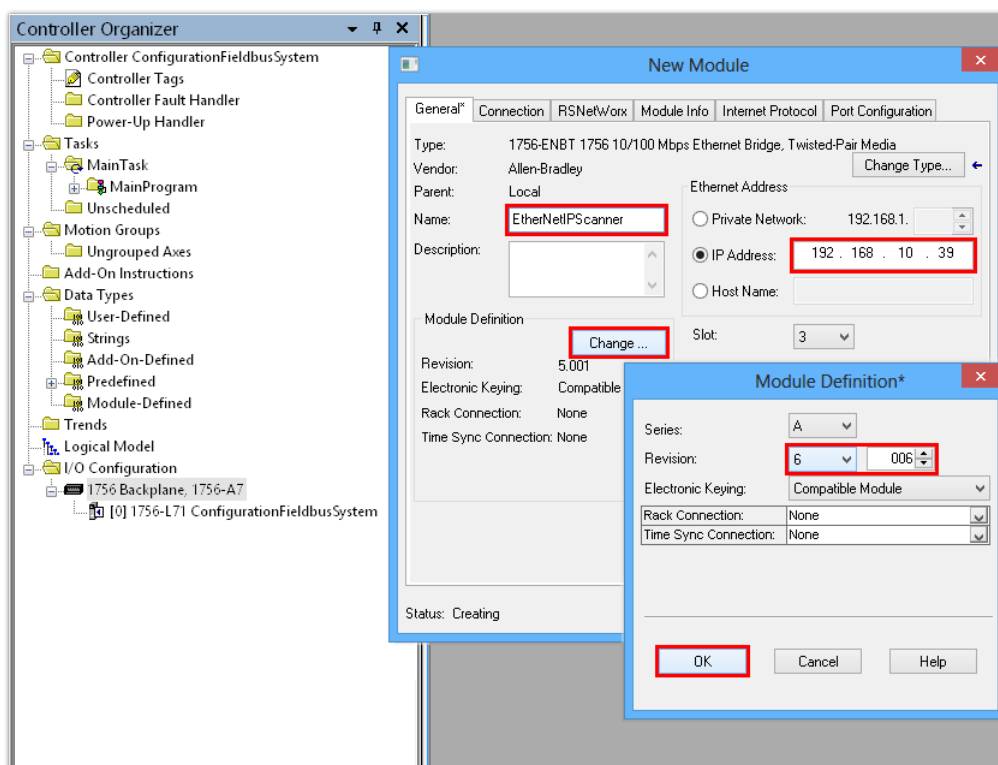 Controller Organizer
Controller ConfigurationFieldbusSystem
Controller Tags
Controller Fault Handler
Power-Up Handler
Tasks
MainTask
MainProgram
Unscheduled
Motion Groups
Ungrouped Axes
Add-On Instructions
Data Types
User-Defined
Strings
Add-On-Defined
Predefined
Module-Defined
Trends
Logical Model
I/O Configuration
1756 Backplane, 1756-A7
[0] 1756-L71 ConfigurationFieldbusSystem
New Module
General* Connection RSNetWorx Module Info Internet Protocol Port Configuration
Type: 1756-ENBT 1756 10/100 Mbps Ethernet Bridge, Twisted-Pair Media
Vendor: Allen-Bradley
Change Type...
Parent: Local
Ethernet Address
Name: EtherNetIPScanner
Private Network: 192.168.1.
Description:
IP Address: 192 . 168 . 10 . 39
Host Name:
Module Definition
Change ...
Slot: 3
Revision: 5.001
Electronic Keying: Compatible
Rack Connection: None
Time Sync Connection: None
Status: Creating
Module Definition*
Series: A
Revision: 6 006
Electronic Keying: Compatible Module
Rack Connection: None
Time Sync Connection: None
OK Cancel Help